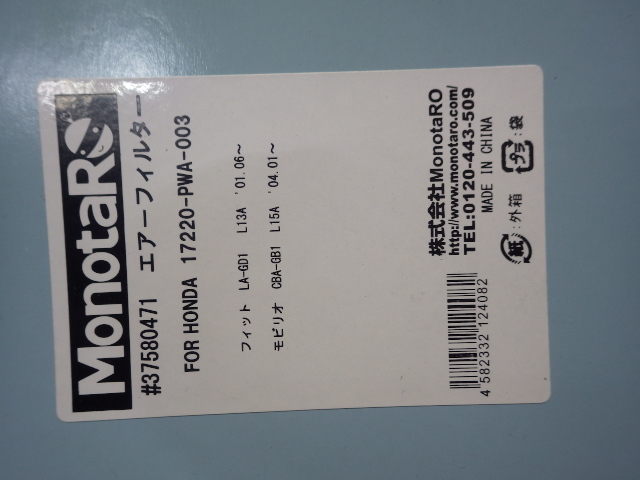 MonotaRO
#37580471 エアーフィルター
FOR HONDA 17220-PWA-003
フィット LA-GD1 L13A '01.06～
モビリオ CBA-GB1 L15A '04.01～
4 582332 124082
株式会社MonotaRO
http://www.monotaro.com/
TEL:0120-443-509
MADE IN CHINA
紙:外箱 プラ:袋